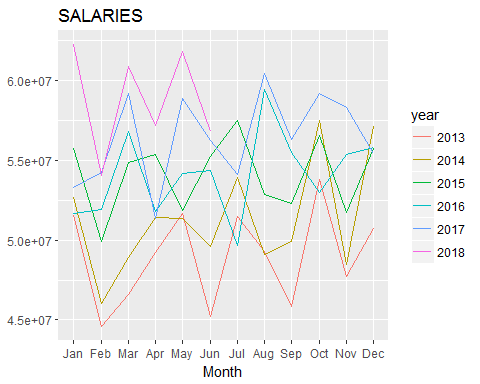 SALARIES
6.0e+07
5.5e+07
5.0e+07
4.5e+07
Jan Feb Mar Apr May Jun Jul Aug Sep Oct Nov Dec
Month
year
2013
2014
2015
2016
2017
2018